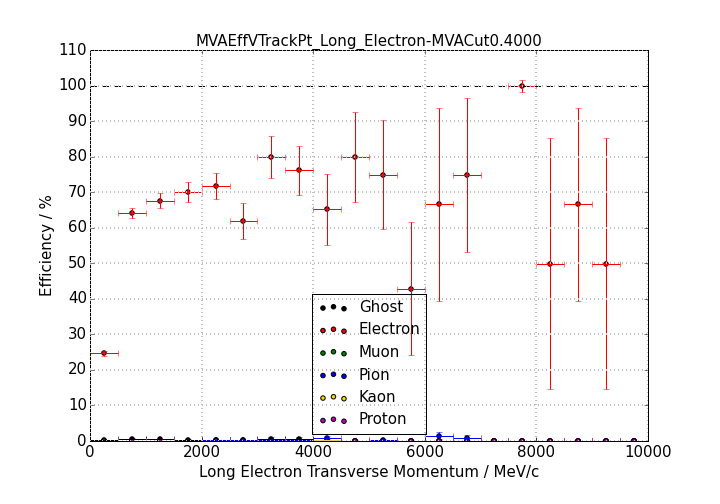 MVAEffVTrackPt_Long_Electron-MVACut0.4000
110
100
90
80
70
60
50
40
30
20
10
0
Efficiency / %
Ghost
Electron
Muon
Pion
Kaon
Proton
0 2000 4000 6000 8000 10000
Long Electron Transverse Momentum / MeV/c